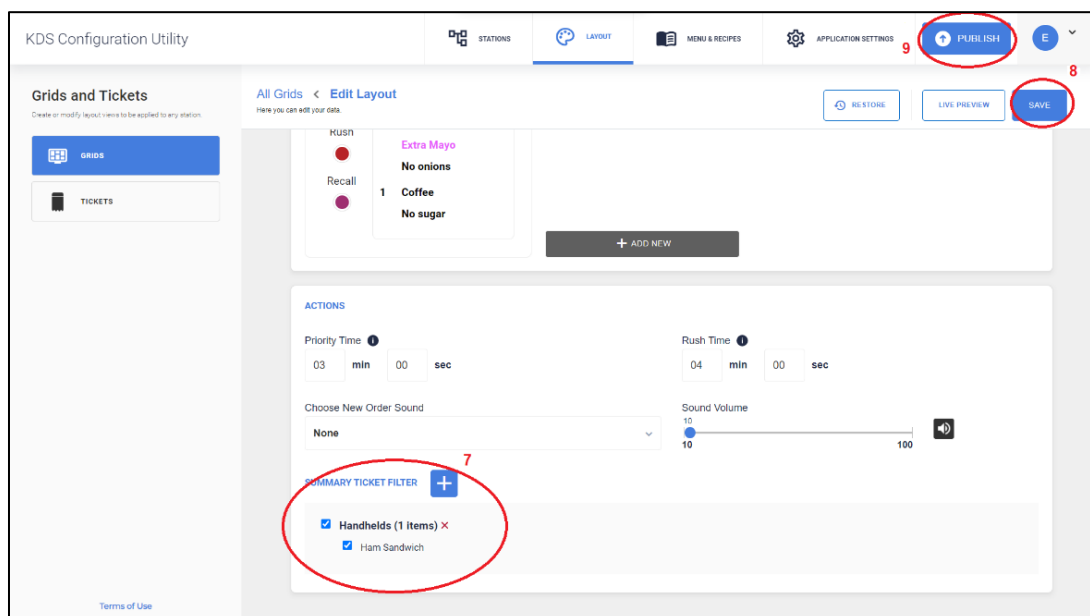 KDS Configuration Utility
STATIONS
LAYOUT
MENU & RECIPES
APPLICATION SETTINGS
9
PUBLISH
E
8
Grids and Tickets
Create or modify layout views to be applied to any station.
GRIDS
TICKETS
All Grids < Edit Layout
Here you can edit your data.
RESTORE
LIVE PREVIEW
SAVE
Rush
Recall
Extra Mayo
No onions
1 Coffee
No sugar
+ ADD NEW
ACTIONS
Priority Time i
03 min 00 sec
Rush Time i
04 min 00 sec
Choose New Order Sound
None
Sound Volume
10
10 100
7
SUMMARY TICKET FILTER +
Handhelds (1 items) ×
Ham Sandwich
Terms of Use